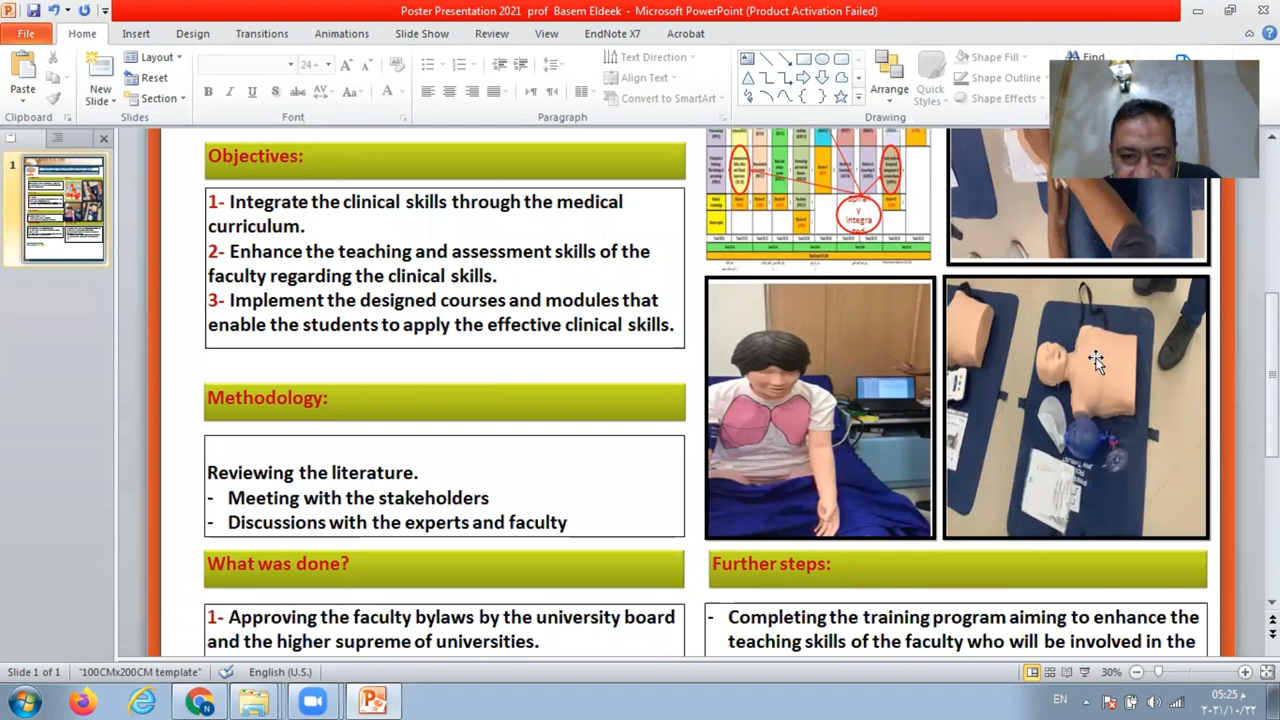 Poster Presentation 2021 prof Basem Eldeek - Microsoft PowerPoint (Product Activation Failed)
File Home Insert Design Transitions Animations Slide Show Review View EndNote X7 Acrobat
Paste
New Slide
Layout
Reset
Section
24
Text Direction
Align Text
Convert to SmartArt
Arrange
Quick Styles
Shape Fill
Shape Outline
Shape Effects
Find
Clipboard Slides Font Paragraph Drawing
1
Objectives:
1- Integrate the clinical skills through the medical
curriculum.
2- Enhance the teaching and assessment skills of the
faculty regarding the clinical skills.
3- Implement the designed courses and modules that
enable the students to apply the effective clinical skills.
Methodology:
Reviewing the literature.
- Meeting with the stakeholders
- Discussions with the experts and faculty
What was done?
1- Approving the faculty bylaws by the university board
and the higher supreme of universities.
Further steps:
- Completing the training program aiming to enhance the
teaching skills of the faculty who will be involved in the
Slide 1 of 1 "100CMx200CM template" English (U.S.) 30%
EN
05:25 م
٢٠٢١/١٠/٢٢